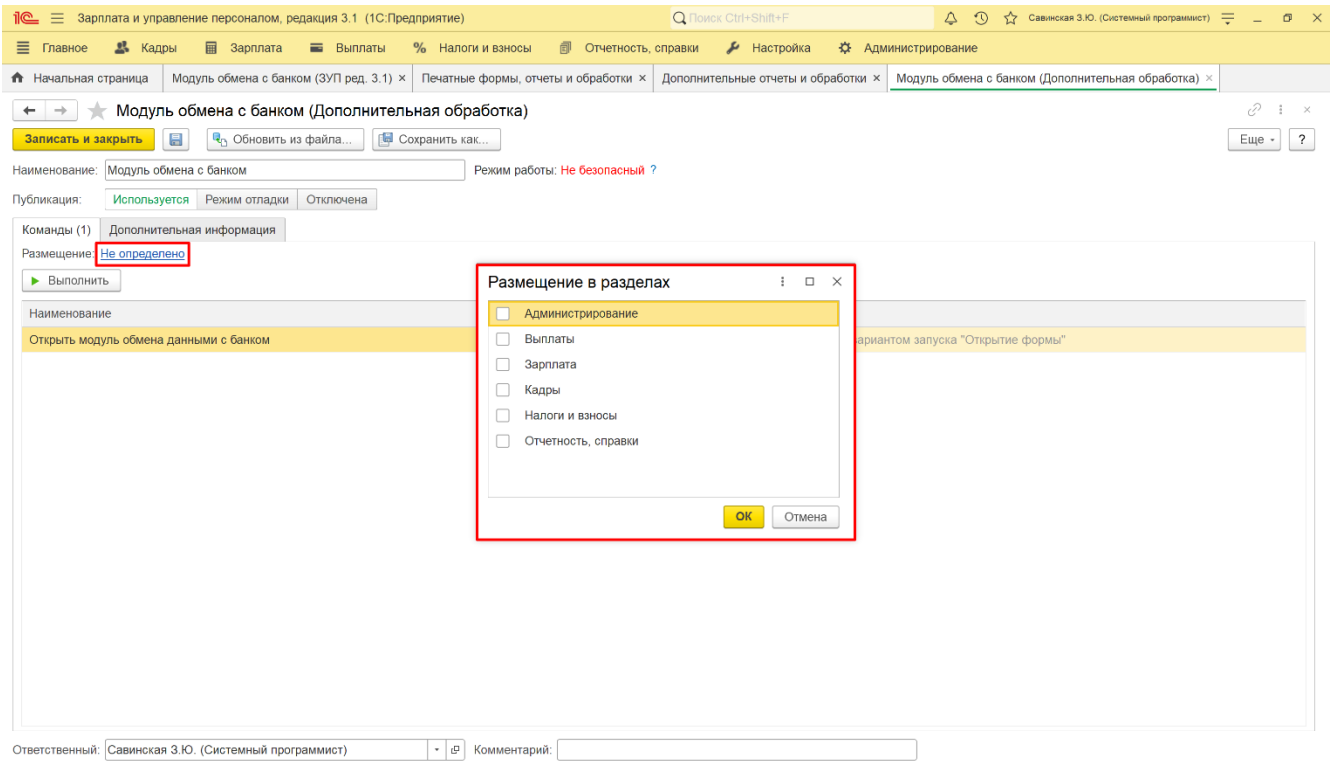 1С Зарплата и управление персоналом, редакция 3.1 (1С:Предприятие) Поиск Ctrl+Shift+F Савинская З.Ю. (Системный программист)
Главное Кадры Зарплата Выплаты % Налоги и взносы Отчетность, справки Настройка Администрирование
Начальная страница Модуль обмена с банком (ЗУП ред. 3.1) × Печатные формы, отчеты и обработки × Дополнительные отчеты и обработки × Модуль обмена с банком (Дополнительная обработка) ×
Модуль обмена с банком (Дополнительная обработка)
Записать и закрыть Обновить из файла... Сохранить как... Еще ?
Наименование: Модуль обмена с банком Режим работы: Не безопасный ?
Публикация: Используется Режим отладки Отключена
Команды (1) Дополнительная информация
Размещение: Не определено
Выполнить
Наименование
Открыть модуль обмена данными с банком вариантом запуска "Открытие формы"
Размещение в разделах
Администрирование
Выплаты
Зарплата
Кадры
Налоги и взносы
Отчетность, справки
ОК Отмена
Ответственный: Савинская З.Ю. (Системный программист) Комментарий: